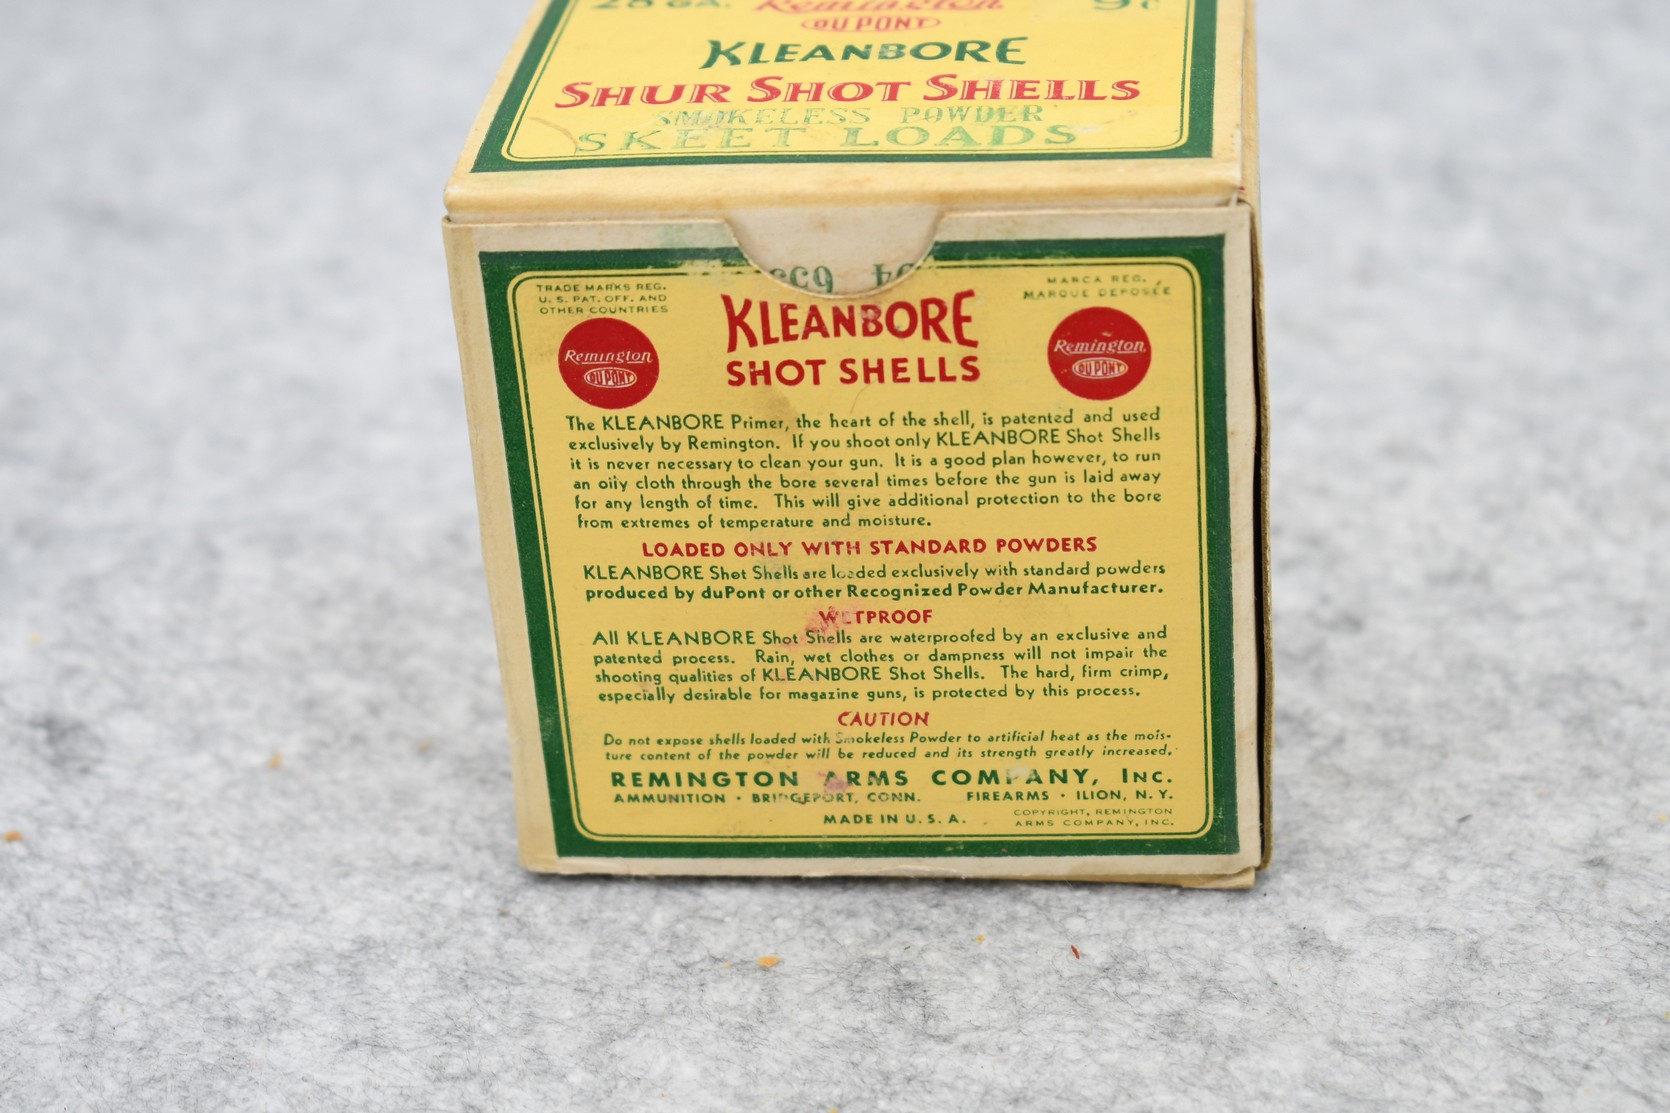 28 GA. Remington 9
DU PONT
KLEANBORE
SHUR SHOT SHELLS
SMOKELESS POWDER
SKEET LOADS
TRADE MARKS REG.
U. S. PAT. OFF. AND
OTHER COUNTRIES
MARCA REG.
MARQUE DEPOSÉE
Remington
DU PONT
KLEANBORE
SHOT SHELLS
Remington
DU PONT
The KLEANBORE Primer, the heart of the shell, is patented and used
exclusively by Remington. If you shoot only KLEANBORE Shot Shells
it is never necessary to clean your gun. It is a good plan however, to run
an oily cloth through the bore several times before the gun is laid away
for any length of time. This will give additional protection to the bore
from extremes of temperature and moisture.
LOADED ONLY WITH STANDARD POWDERS
KLEANBORE Shot Shells are loaded exclusively with standard powders
produced by duPont or other Recognized Powder Manufacturer.
WETPROOF
All KLEANBORE Shot Shells are waterproofed by an exclusive and
patented process. Rain, wet clothes or dampness will not impair the
shooting qualities of KLEANBORE Shot Shells. The hard, firm crimp,
especially desirable for magazine guns, is protected by this process.
CAUTION
Do not expose shells loaded with Smokeless Powder to artificial heat as the mois-
ture content of the powder will be reduced and its strength greatly increased.
REMINGTON ARMS COMPANY, INC.
AMMUNITION · BRIDGEPORT, CONN. FIREARMS · ILION, N. Y.
MADE IN U. S. A.
COPYRIGHT, REMINGTON
ARMS COMPANY, INC.